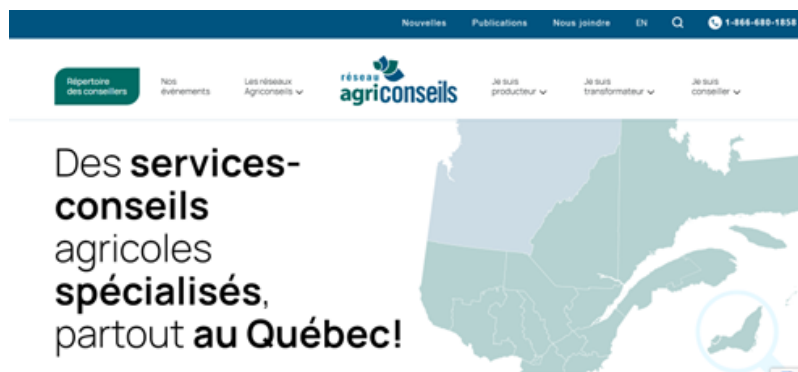 Nouvelles Publications Nous joindre EN 1-866-680-1858
Répertoire des conseillers
Nos événements
Les réseaux Agriconseils
réseau
agriconseils
Je suis producteur
Je suis transformateur
Je suis conseiller
Des services-
conseils
agricoles
spécialisés,
partout au Québec!